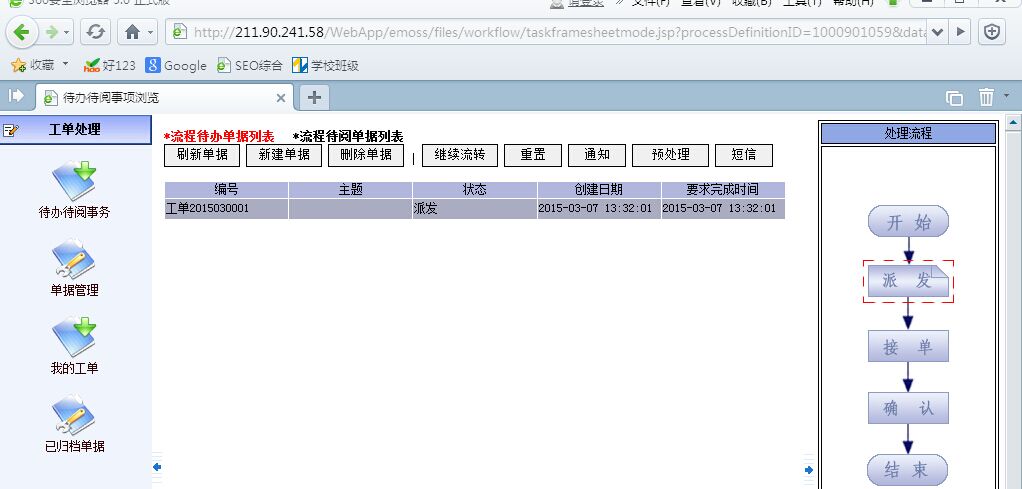 360安全浏览器 5.0 正式版 请登录 » 文件(F) 查看(V) 收藏(B) 工具(T) 帮助(H)
http://211.90.241.58/WebApp/emoss/files/workflow/taskframesheetmode.jsp?processDefinitionID=1000901059&data
收藏 好123 Google SEO综合 学校班级
待办待阅事项浏览
工单处理
待办待阅事务
单据管理
我的工单
已归档单据
*流程待办单据列表 *流程待阅单据列表
刷新单据 新建单据 删除单据 | 继续流转 重置 通知 预处理 短信
编号 主题 状态 创建日期 要求完成时间
工单2015030001 派发 2015-03-07 13:32:01 2015-03-07 13:32:01
处理流程
开 始
派 发
接 单
确 认
结 束